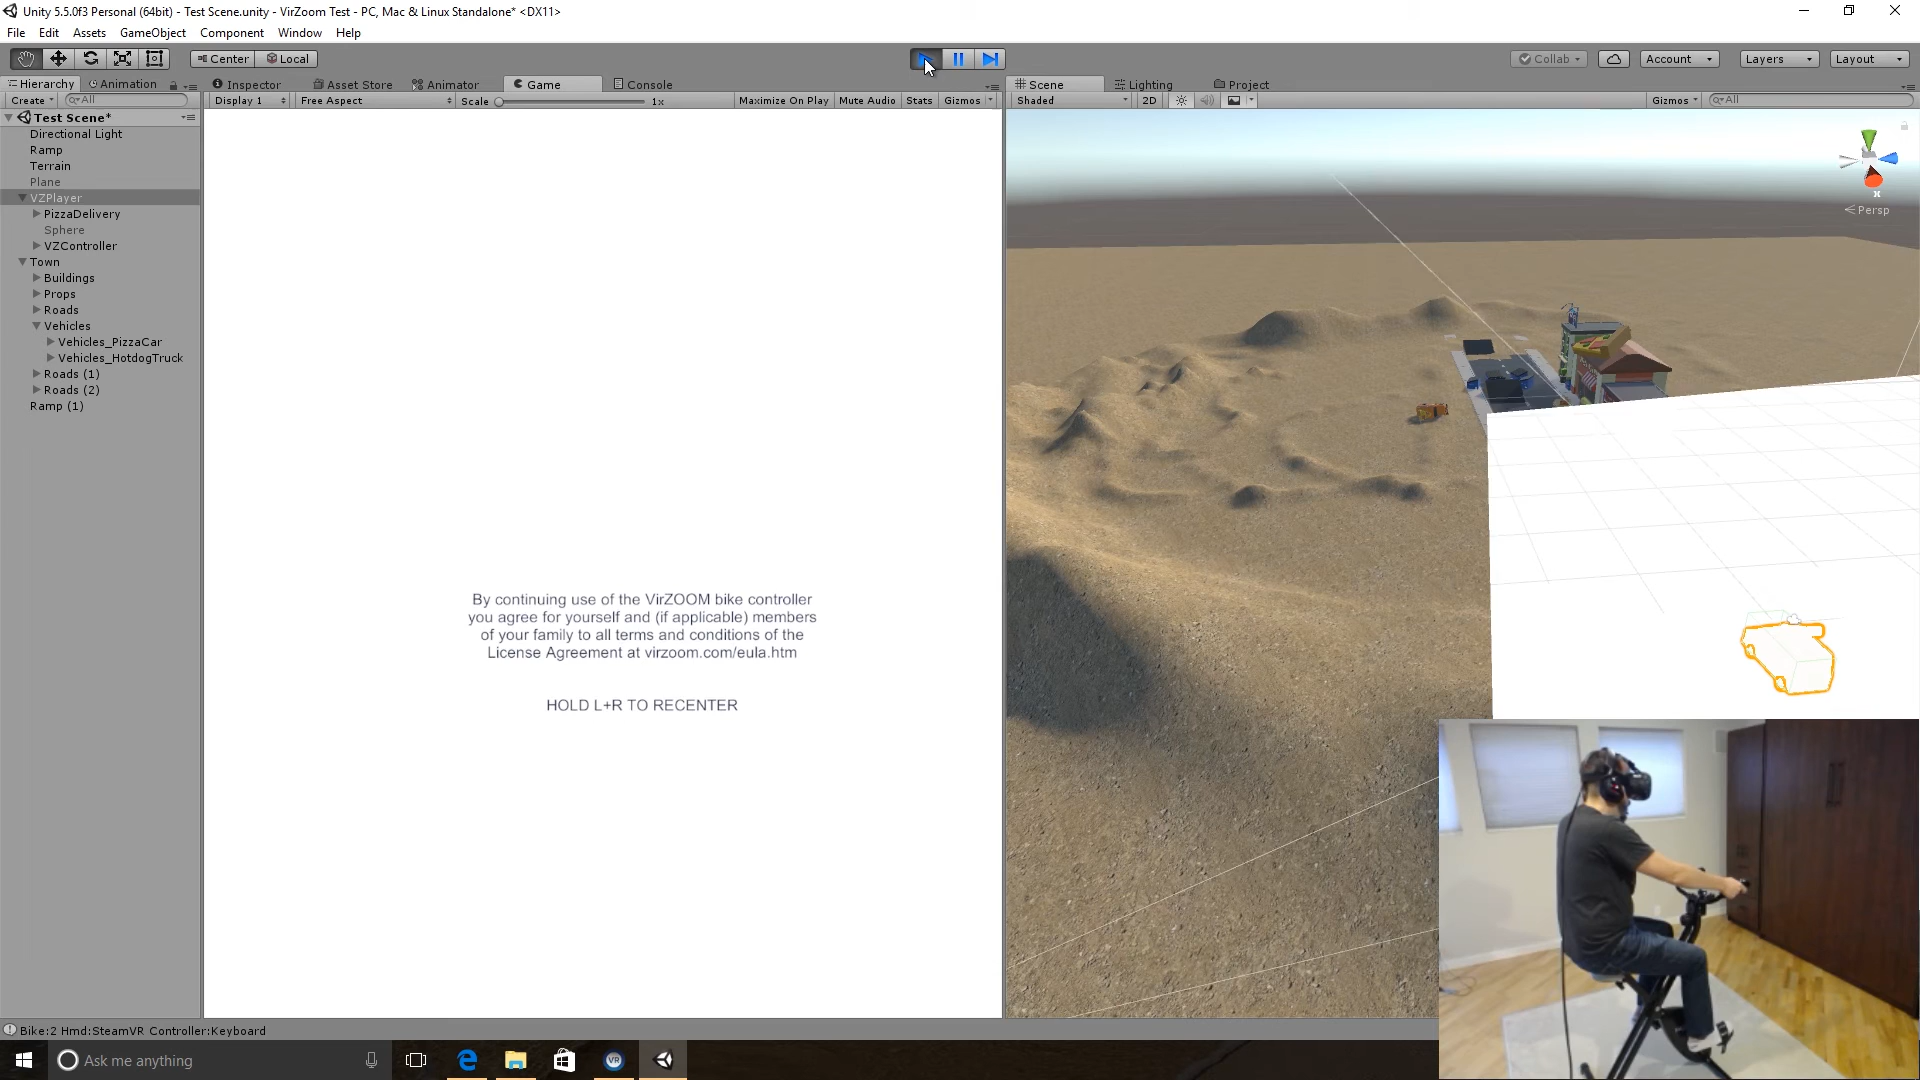 Unity 5.5.0f3 Personal (64bit) - Test Scene.unity - VirZoom Test - PC, Mac & Linux Standalone* <DX11>
File Edit Assets GameObject Component Window Help
Center Local Collab Account Layers Layout
Hierarchy Animation Inspector Asset Store Animator Game Console Scene Lighting Project
Create All Display 1 Free Aspect Scale 1x Maximize On Play Mute Audio Stats Gizmos Shaded 2D Gizmos All
Test Scene*
Directional Light
Ramp
Terrain
Plane
VZPlayer
PizzaDelivery
Sphere
VZController
Town
Buildings
Props
Roads
Vehicles
Vehicles_PizzaCar
Vehicles_HotdogTruck
Roads (1)
Roads (2)
Ramp (1)
By continuing use of the VirZOOM bike controller
you agree for yourself and (if applicable) members
of your family to all terms and conditions of the
License Agreement at virzoom.com/eula.htm
HOLD L+R TO RECENTER
x
Persp
Bike:2 Hmd:SteamVR Controller:Keyboard
Ask me anything
VR